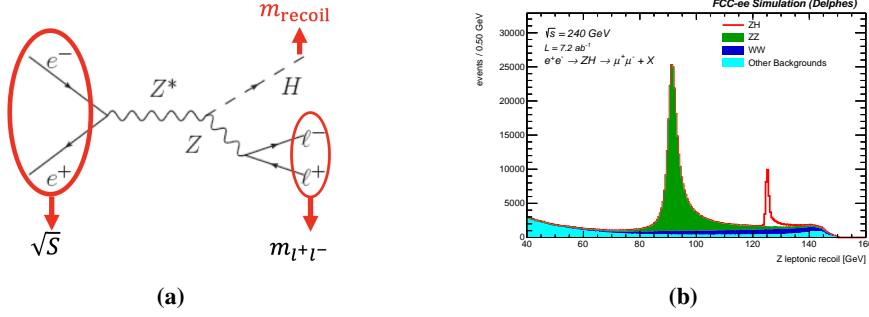 m_recoil
e⁻
Z*
H
Z
ℓ⁻
ℓ⁺
e⁺
√S
m_{l⁺l⁻}
(a)
FCC-ee Simulation (Delphes)
events / 0.50 GeV
√s = 240 GeV
L = 7.2 ab⁻¹
e⁺e⁻ → ZH → μ⁺μ⁻ + X
ZH
ZZ
WW
Other Backgrounds
30000
25000
20000
15000
10000
5000
0
40 60 80 100 120 140 160
Z leptonic recoil [GeV]
(b)